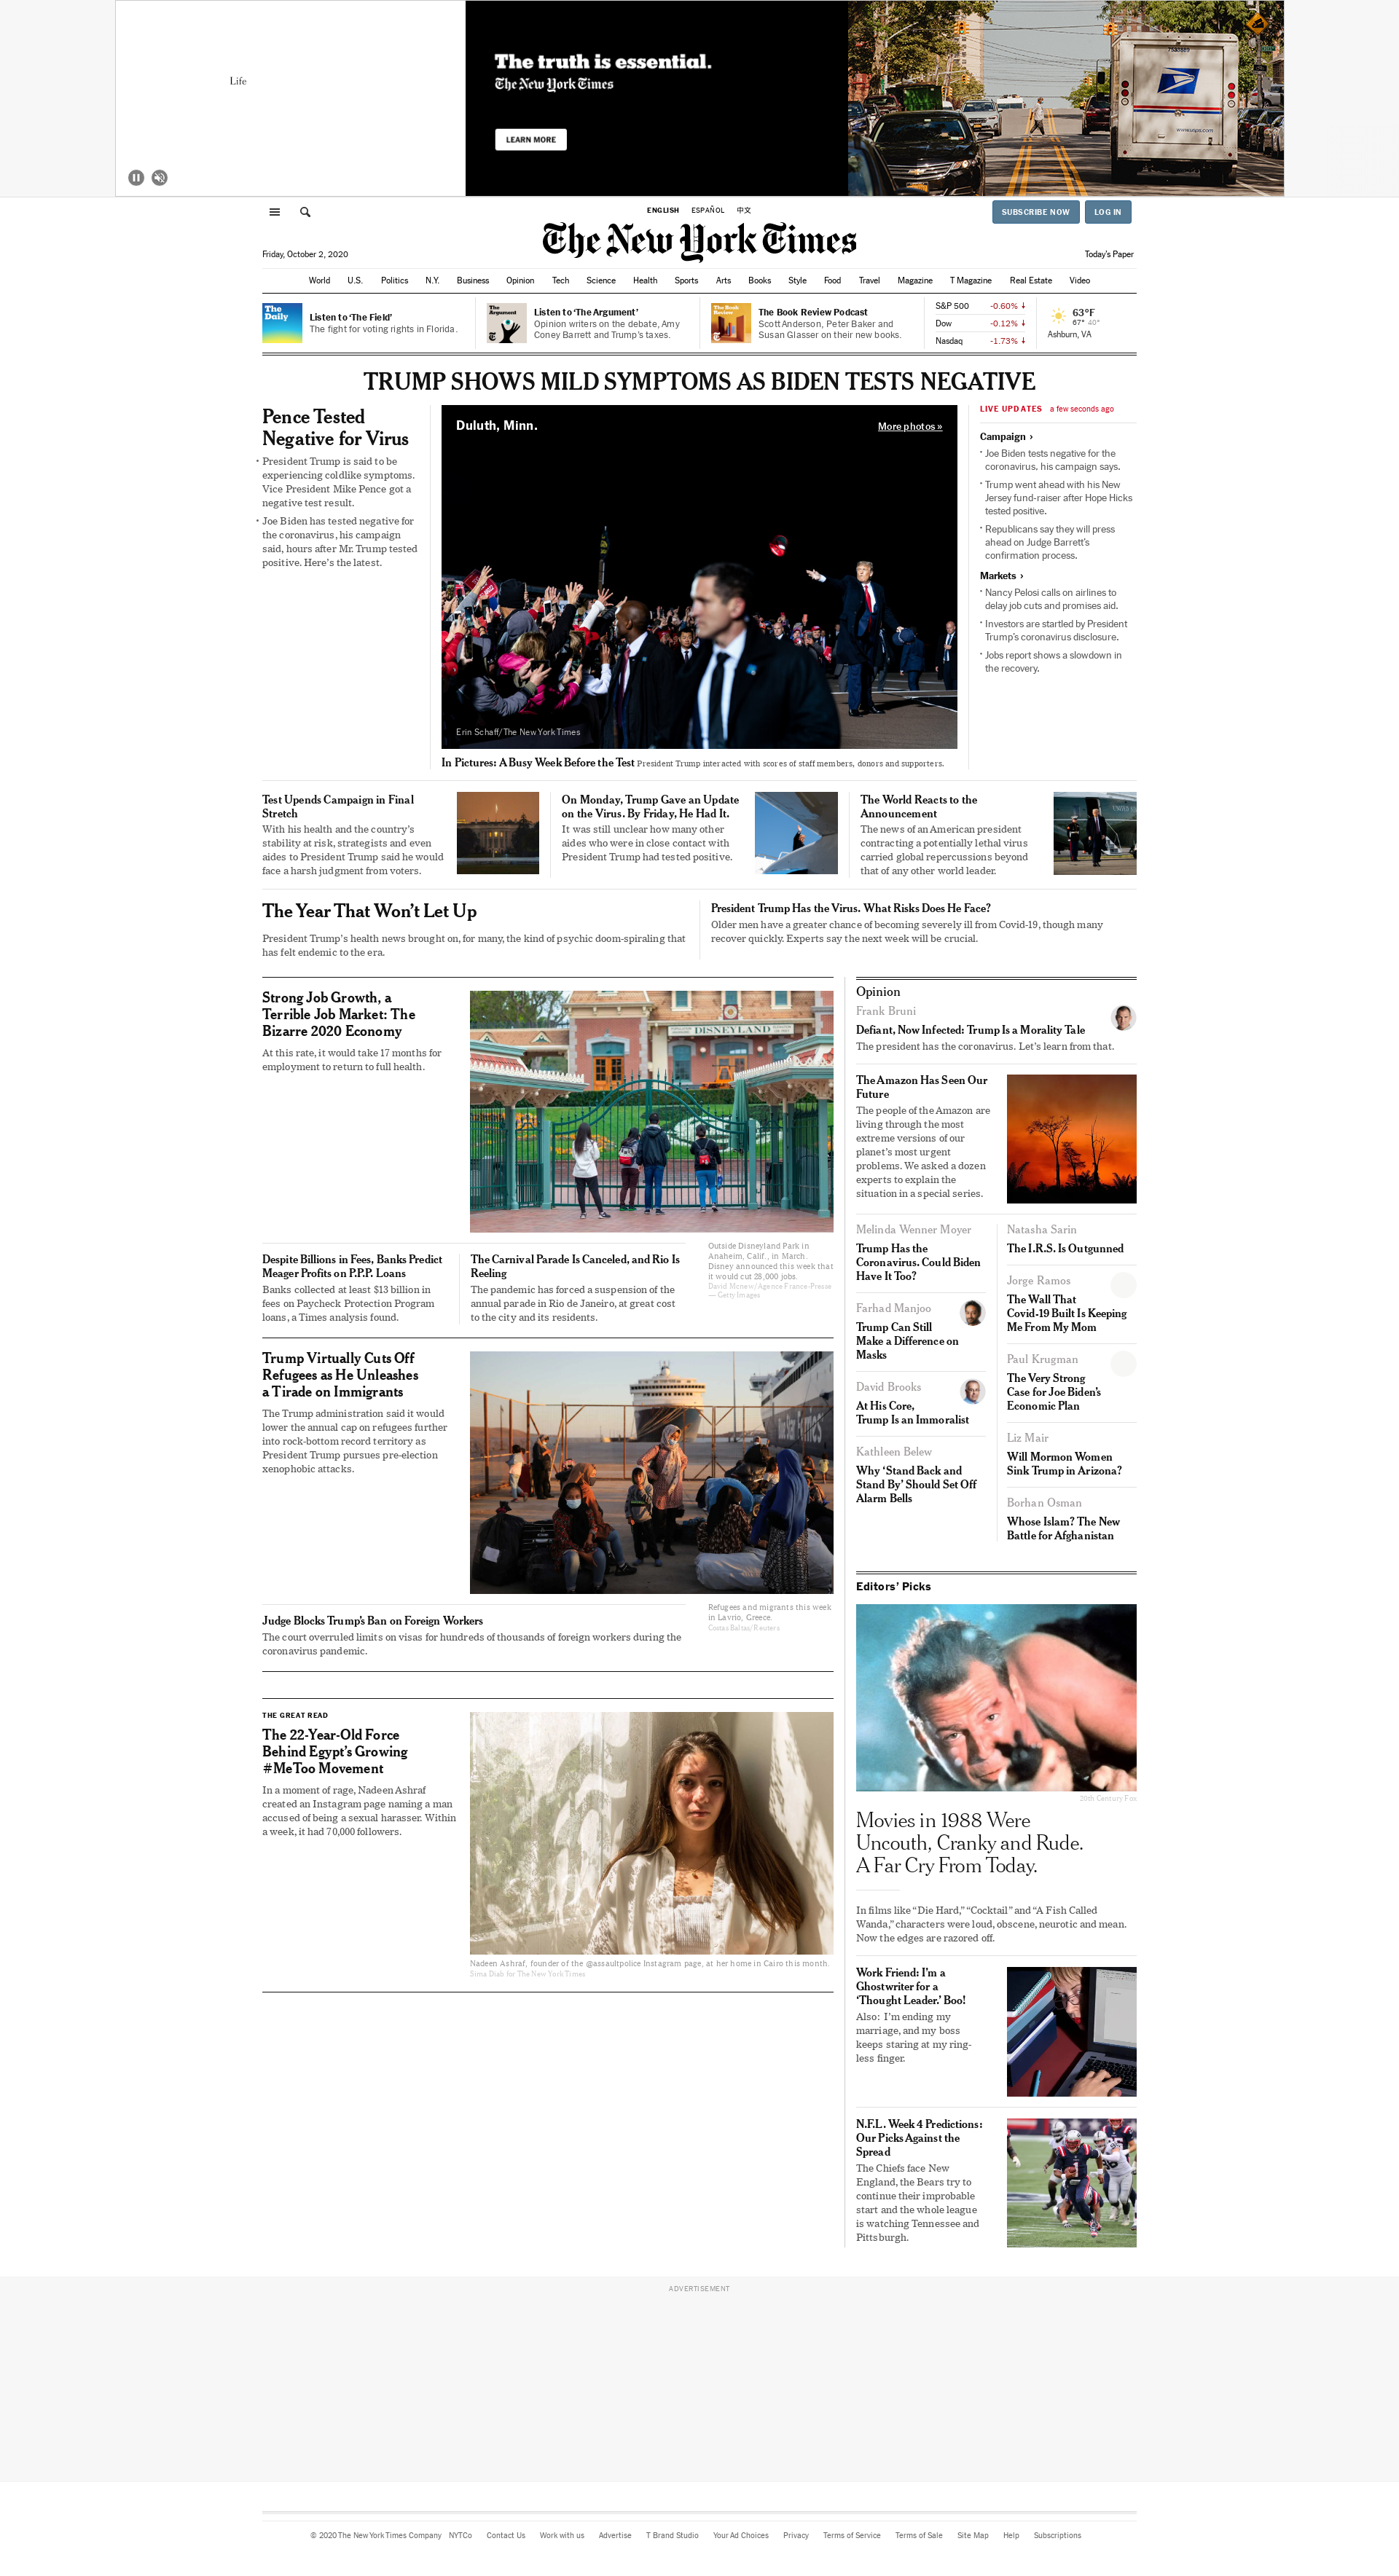 Life
The truth is essential.
The New York Times
LEARN MORE
ENGLISH ESPAÑOL 中文
SUBSCRIBE NOW LOG IN
The New York Times
Friday, October 2, 2020
Today's Paper
World U.S. Politics N.Y. Business Opinion Tech Science Health Sports Arts Books Style Food Travel Magazine T Magazine Real Estate Video
The Daily
Listen to ‘The Field’
The fight for voting rights in Florida.
The Argument
Listen to ‘The Argument’
Opinion writers on the debate, Amy
Coney Barrett and Trump’s taxes.
The Book Review
The Book Review Podcast
Scott Anderson, Peter Baker and
Susan Glasser on their new books.
S&P 500 -0.60% ↓
Dow -0.12% ↓
Nasdaq -1.73% ↓
63°F
67° 40°
Ashburn, VA
TRUMP SHOWS MILD SYMPTOMS AS BIDEN TESTS NEGATIVE
Pence Tested
Negative for Virus
• President Trump is said to be
experiencing coldlike symptoms.
Vice President Mike Pence got a
negative test result.
• Joe Biden has tested negative for
the coronavirus, his campaign
said, hours after Mr. Trump tested
positive. Here’s the latest.
Duluth, Minn.
More photos »
Erin Schaff/The New York Times
In Pictures: A Busy Week Before the Test President Trump interacted with scores of staff members, donors and supporters.
LIVE UPDATES a few seconds ago
Campaign ›
• Joe Biden tests negative for the
coronavirus, his campaign says.
• Trump went ahead with his New
Jersey fund-raiser after Hope Hicks
tested positive.
• Republicans say they will press
ahead on Judge Barrett’s
confirmation process.
Markets ›
• Nancy Pelosi calls on airlines to
delay job cuts and promises aid.
• Investors are startled by President
Trump’s coronavirus disclosure.
• Jobs report shows a slowdown in
the recovery.
Test Upends Campaign in Final
Stretch
With his health and the country’s
stability at risk, strategists and even
aides to President Trump said he would
face a harsh judgment from voters.
On Monday, Trump Gave an Update
on the Virus. By Friday, He Had It.
It was still unclear how many other
aides who were in close contact with
President Trump had tested positive.
The World Reacts to the
Announcement
The news of an American president
contracting a potentially lethal virus
carried global repercussions beyond
that of any other world leader.
The Year That Won’t Let Up
President Trump’s health news brought on, for many, the kind of psychic doom-spiraling that
has felt endemic to the era.
President Trump Has the Virus. What Risks Does He Face?
Older men have a greater chance of becoming severely ill from Covid-19, though many
recover quickly. Experts say the next week will be crucial.
Strong Job Growth, a
Terrible Job Market: The
Bizarre 2020 Economy
At this rate, it would take 17 months for
employment to return to full health.
DISNEYLAND
Outside Disneyland Park in
Anaheim, Calif., in March.
Disney announced this week that
it would cut 28,000 jobs.
David Mcnew/Agence France-Presse
— Getty Images
Despite Billions in Fees, Banks Predict
Meager Profits on P.P.P. Loans
Banks collected at least $13 billion in
fees on Paycheck Protection Program
loans, a Times analysis found.
The Carnival Parade Is Canceled, and Rio Is
Reeling
The pandemic has forced a suspension of the
annual parade in Rio de Janeiro, at great cost
to the city and its residents.
Trump Virtually Cuts Off
Refugees as He Unleashes
a Tirade on Immigrants
The Trump administration said it would
lower the annual cap on refugees further
into rock-bottom record territory as
President Trump pursues pre-election
xenophobic attacks.
Refugees and migrants this week
in Lavrio, Greece.
Costas Baltas/Reuters
Judge Blocks Trump’s Ban on Foreign Workers
The court overruled limits on visas for hundreds of thousands of foreign workers during the
coronavirus pandemic.
THE GREAT READ
The 22-Year-Old Force
Behind Egypt’s Growing
#MeToo Movement
In a moment of rage, Nadeen Ashraf
created an Instagram page naming a man
accused of being a sexual harasser. Within
a week, it had 70,000 followers.
Nadeen Ashraf, founder of the @assaultpolice Instagram page, at her home in Cairo this month.
Sima Diab for The New York Times
Opinion
Frank Bruni
Defiant, Now Infected: Trump Is a Morality Tale
The president has the coronavirus. Let’s learn from that.
The Amazon Has Seen Our
Future
The people of the Amazon are
living through the most
extreme versions of our
planet’s most urgent
problems. We asked a dozen
experts to explain the
situation in a special series.
Melinda Wenner Moyer
Trump Has the
Coronavirus. Could Biden
Have It Too?
Farhad Manjoo
Trump Can Still
Make a Difference on
Masks
David Brooks
At His Core,
Trump Is an Immoralist
Kathleen Belew
Why ‘Stand Back and
Stand By’ Should Set Off
Alarm Bells
Natasha Sarin
The I.R.S. Is Outgunned
Jorge Ramos
The Wall That
Covid-19 Built Is Keeping
Me From My Mom
Paul Krugman
The Very Strong
Case for Joe Biden’s
Economic Plan
Liz Mair
Will Mormon Women
Sink Trump in Arizona?
Borhan Osman
Whose Islam? The New
Battle for Afghanistan
Editors’ Picks
20th Century Fox
Movies in 1988 Were
Uncouth, Cranky and Rude.
A Far Cry From Today.
In films like “Die Hard,” “Cocktail” and “A Fish Called
Wanda,” characters were loud, obscene, neurotic and mean.
Now the edges are razored off.
Work Friend: I’m a
Ghostwriter for a
‘Thought Leader.’ Boo!
Also: I’m ending my
marriage, and my boss
keeps staring at my ring-
less finger.
N.F.L. Week 4 Predictions:
Our Picks Against the
Spread
The Chiefs face New
England, the Bears try to
continue their improbable
start and the whole league
is watching Tennessee and
Pittsburgh.
ADVERTISEMENT
© 2020 The New York Times Company NYTCo Contact Us Work with us Advertise T Brand Studio Your Ad Choices Privacy Terms of Service Terms of Sale Site Map Help Subscriptions